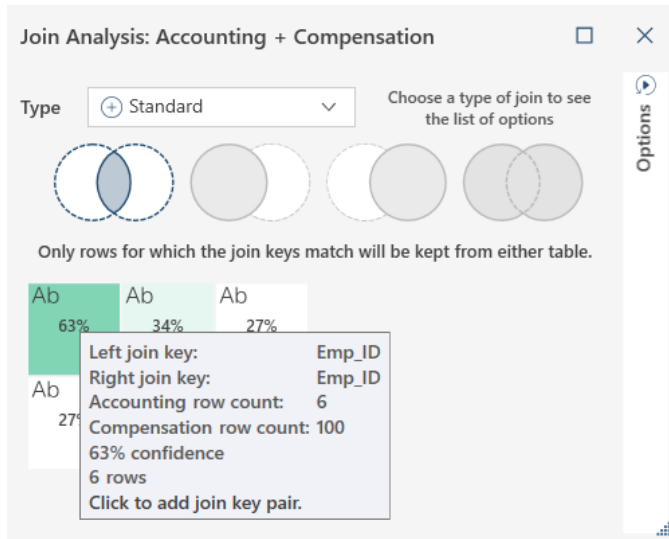 Join Analysis: Accounting + Compensation
Type
Standard
Choose a type of join to see
the list of options
Options
Only rows for which the join keys match will be kept from either table.
Ab
63%
Ab
34%
Ab
27%
Ab
27%
Left join key: Emp_ID
Right join key: Emp_ID
Accounting row count: 6
Compensation row count: 100
63% confidence
6 rows
Click to add join key pair.